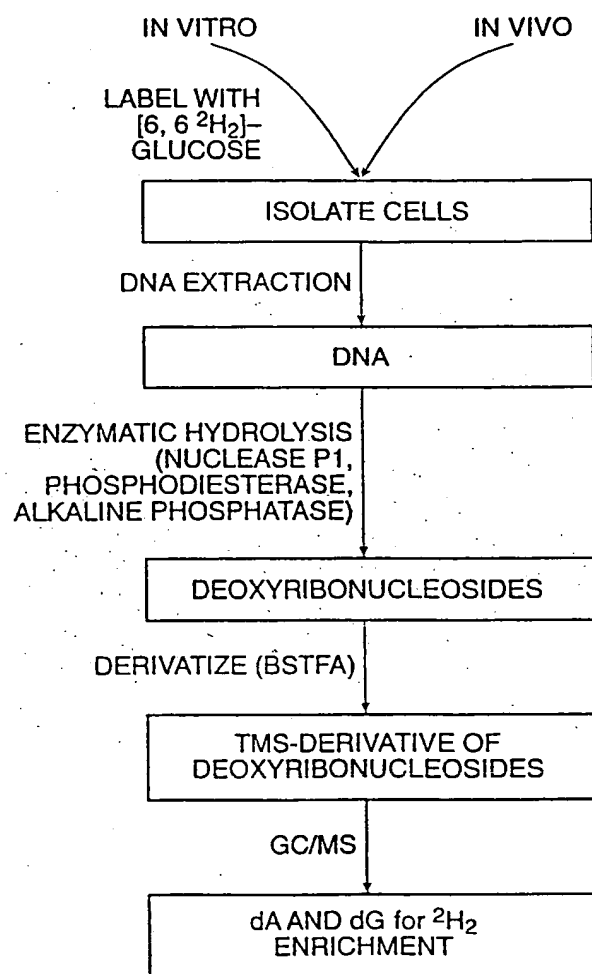 IN VITRO
IN VIVO
LABEL WITH
[6, 6 ²H₂]–
GLUCOSE
ISOLATE CELLS
DNA EXTRACTION
DNA
ENZYMATIC HYDROLYSIS
(NUCLEASE P1,
PHOSPHODIESTERASE,
ALKALINE PHOSPHATASE)
DEOXYRIBONUCLEOSIDES
DERIVATIZE (BSTFA)
TMS-DERIVATIVE OF
DEOXYRIBONUCLEOSIDES
GC/MS
dA AND dG for ²H₂
ENRICHMENT